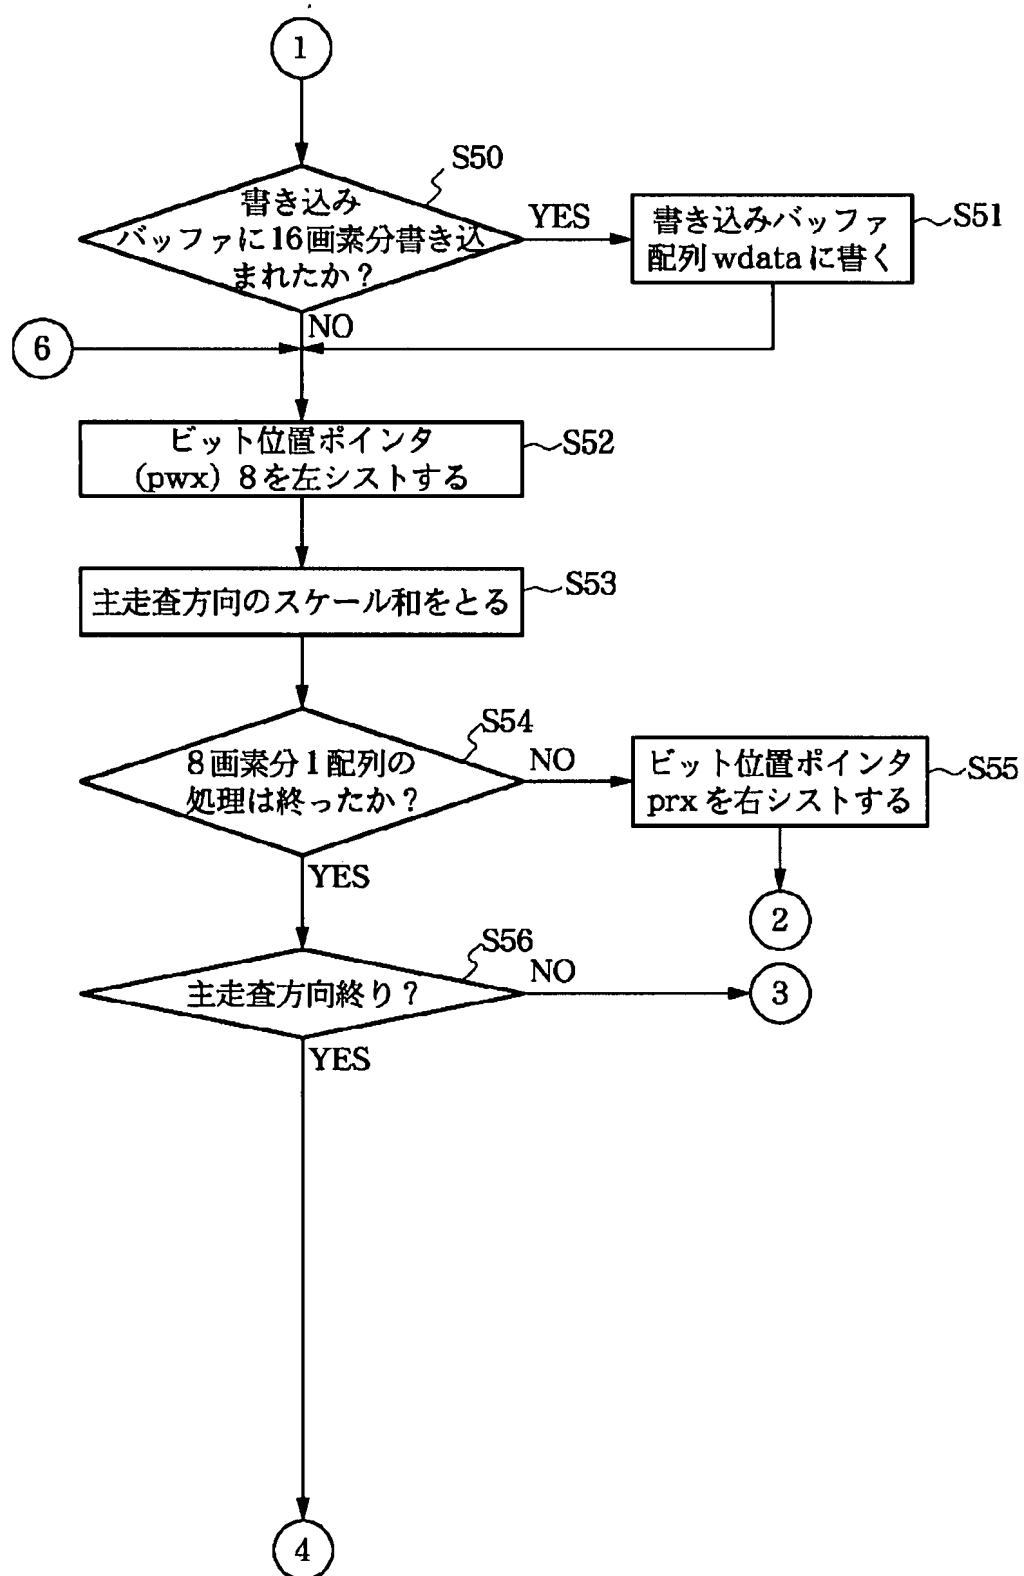 1
S50
書き込み
バッファに16画素分書き込
まれたか？
YES
書き込みバッファ
配列wdataに書く
S51
NO
6
ビット位置ポインタ
(pwx) 8を左シストする
S52
主走査方向のスケール和をとる
S53
S54
8画素分1配列の
処理は終ったか？
NO
ビット位置ポインタ
prxを右シストする
S55
YES
2
S56
主走査方向終り？
NO
3
YES
4